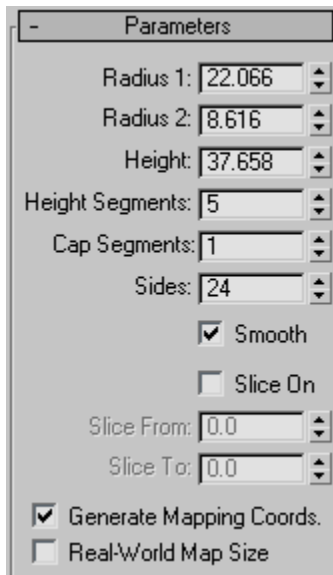 - Parameters
Radius 1: 22.066
Radius 2: 8.616
Height: 37.658
Height Segments: 5
Cap Segments: 1
Sides: 24
Smooth
Slice On
Slice From: 0.0
Slice To: 0.0
Generate Mapping Coords.
Real-World Map Size